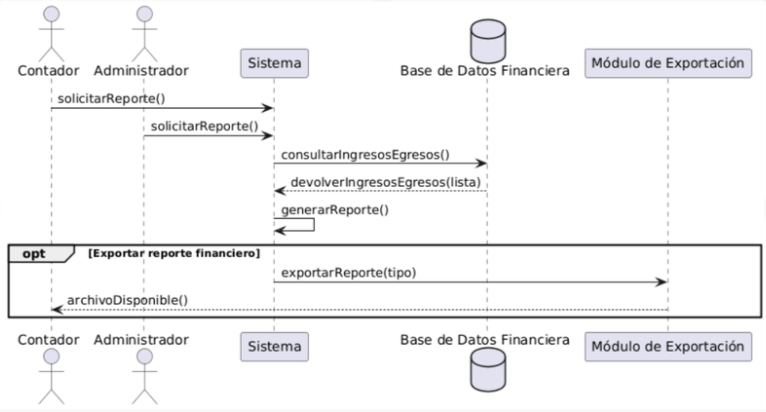 Contador
Administrador
Sistema
Base de Datos Financiera
Módulo de Exportación
solicitarReporte()
solicitarReporte()
consultarIngresosEgresos()
devolverIngresosEgresos(lista)
generarReporte()
opt [Exportar reporte financiero]
exportarReporte(tipo)
archivoDisponible()
Contador
Administrador
Sistema
Base de Datos Financiera
Módulo de Exportación